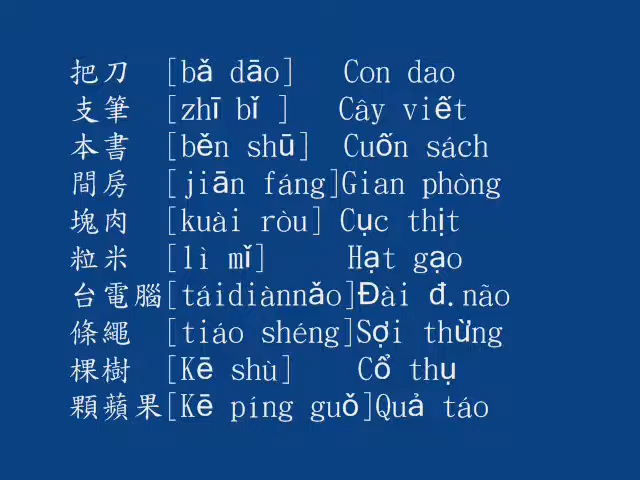 把刀 [bǎ dāo] Con dao
支筆 [zhī bǐ ] Cây viết
本書 [běn shū] Cuốn sách
間房 [jiān fáng]Gian phòng
塊肉 [kuài ròu] Cục thịt
粒米 [lì mǐ] Hạt gạo
台電腦[táidiànnǎo]Đài đ.não
條繩 [tiáo shéng]Sợi thừng
棵樹 [Kē shù] Cổ thụ
顆蘋果[Kē píng guǒ]Quả táo